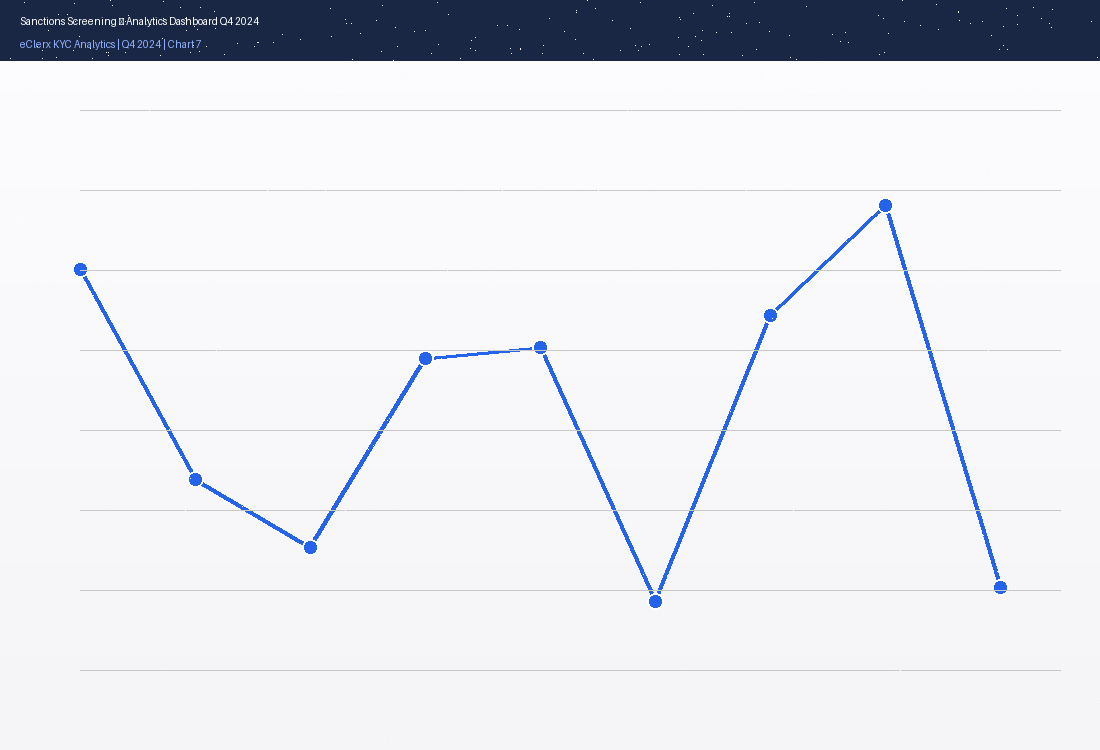 Sanctions Screening - Analytics Dashboard Q4 2024
eClerx KYC Analytics | Q4 2024 | Chart 7